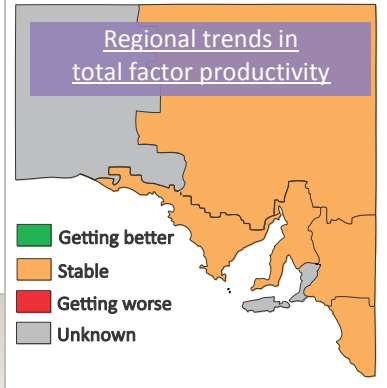 Regional trends in
total factor productivity
Getting better
Stable
Getting worse
Unknown